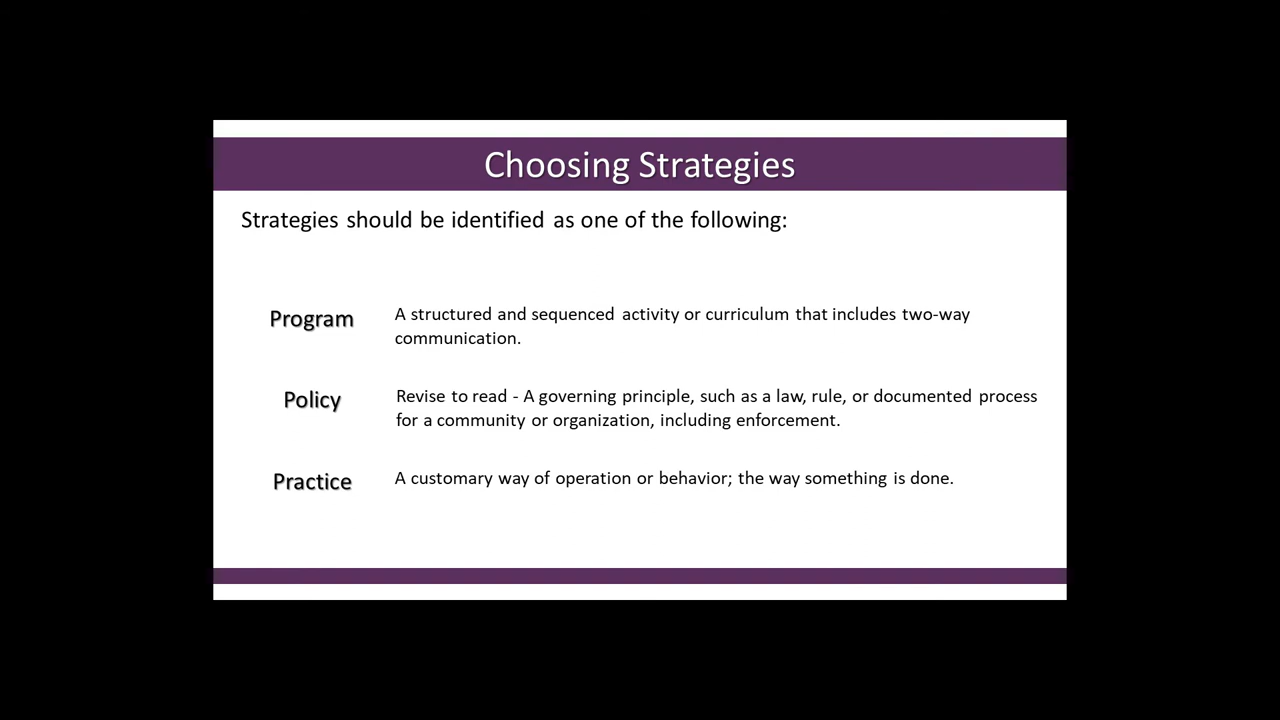 Choosing Strategies
Strategies should be identified as one of the following:
Program
A structured and sequenced activity or curriculum that includes two-way
communication.
Policy
Revise to read - A governing principle, such as a law, rule, or documented process
for a community or organization, including enforcement.
Practice
A customary way of operation or behavior; the way something is done.